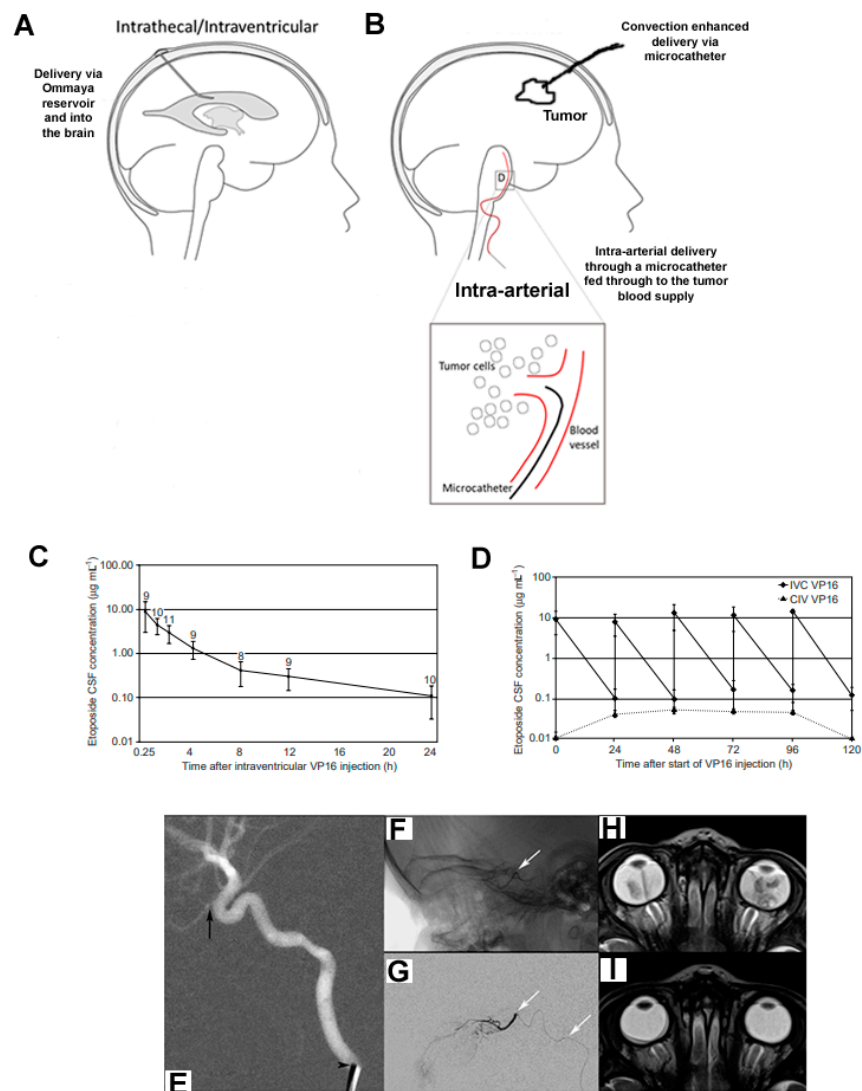 A
Intrathecal/Intraventricular
Delivery via
Ommaya
reservoir
and into
the brain
B
Convection enhanced
delivery via
microcatheter
Tumor
D
Intra-arterial delivery
through a microcatheter
fed through to the tumor
blood supply
Intra-arterial
Tumor cells
Blood
vessel
Microcatheter
C
Etoposide CSF concentration (µg mL⁻¹)
100.00
10.00
1.00
0.10
0.01
9
10
11
9
8
9
10
0.25
4
8
12
16
20
24
Time after intraventricular VP16 injection (h)
D
Etoposide CSF concentration (µg mL⁻¹)
100
10
1
0.1
0.01
IVC VP16
CIV VP16
0
24
48
72
96
120
Time after start of VP16 injection (h)
E
F
G
H
I